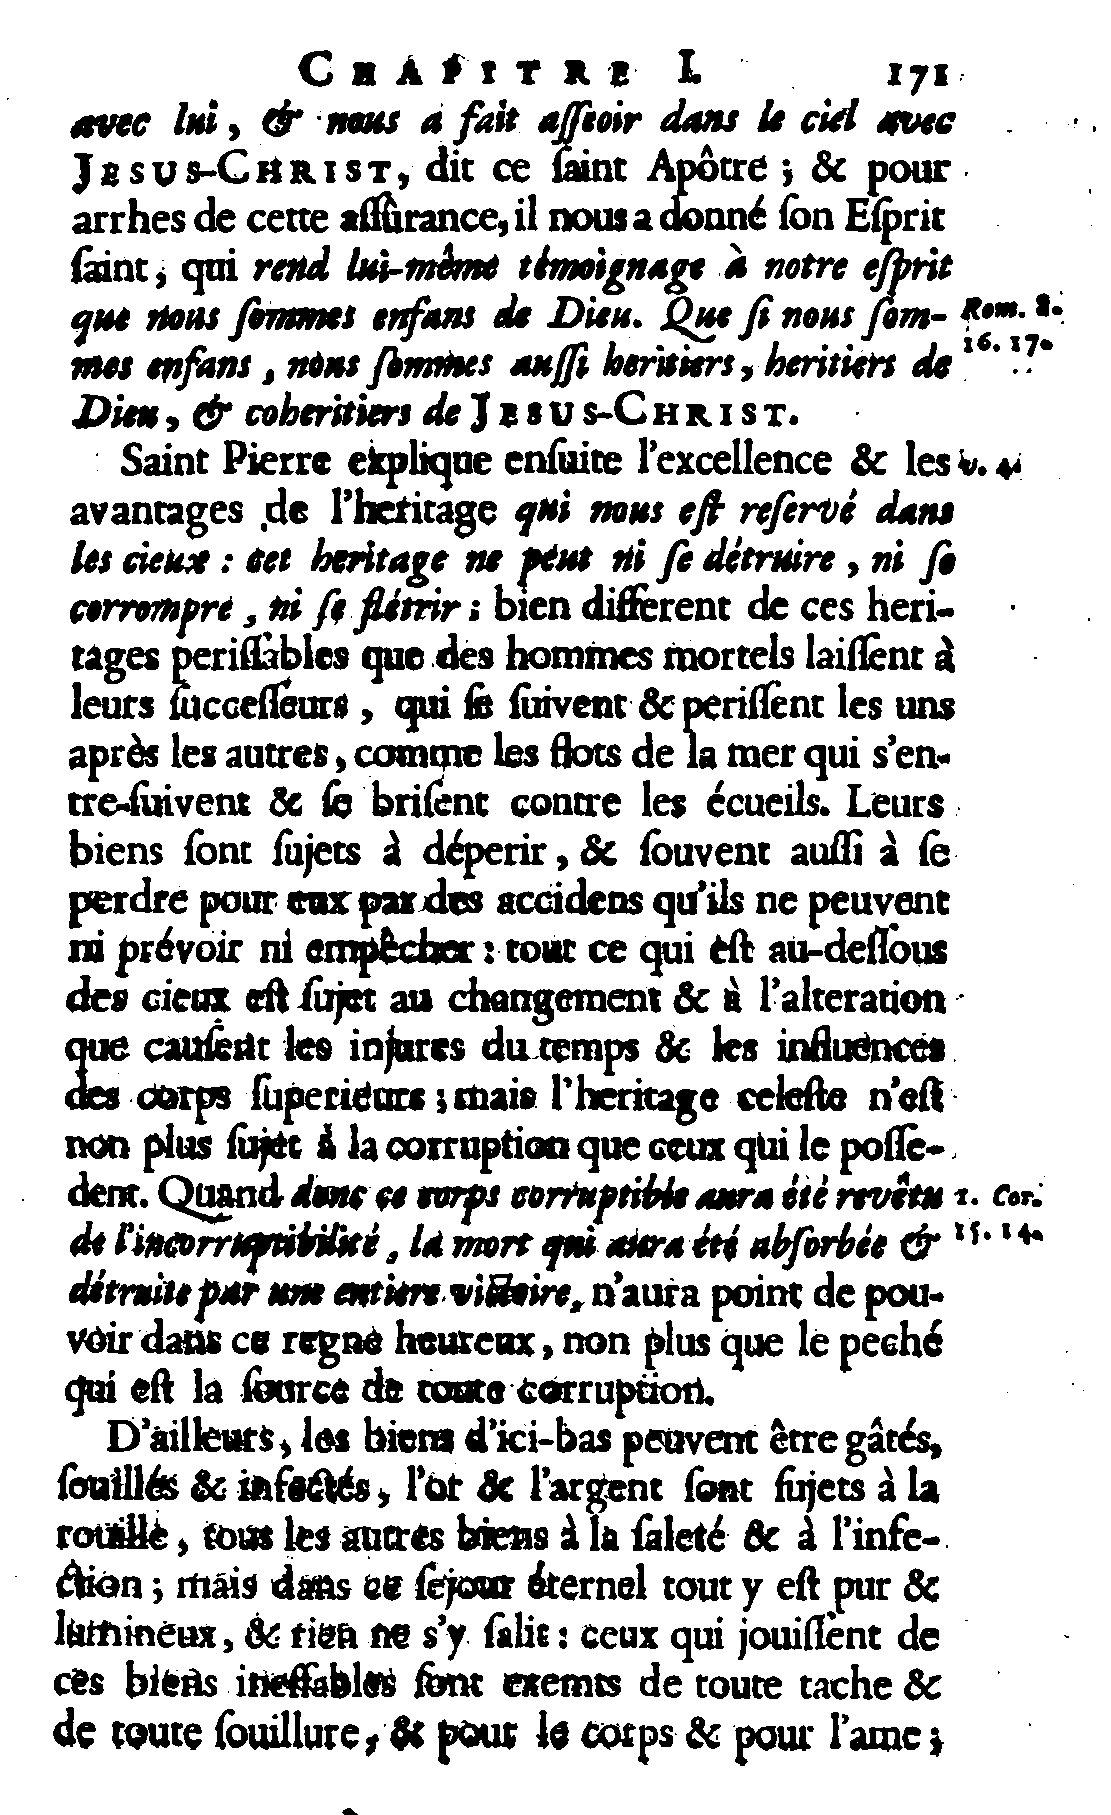 CHAPITRE I. 171
avec lui, & nous a fait aſſeoir dans le ciel avec
JESUS-CHRIST, dit ce ſaint Apôtre ; & pour
arrhes de cette aſſûrance, il nous a donné ſon Eſprit
ſaint, qui rend lui-même témoignage à notre eſprit
que nous ſommes enfans de Dieu. Que ſi nous ſom- Rom. 8.
mes enfans, nous ſommes auſſi heritiers, heritiers de 16. 17.
Dieu, & coheritiers de JESUS-CHRIST.
Saint Pierre explique enſuite l'excellence & les v. 4.
avantages de l'heritage qui nous eſt reſervé dans
les cieux : cet heritage ne peut ni ſe détruire, ni ſe
corrompre, ni ſe flétrir ; bien different de ces heri-
tages periſſables que des hommes mortels laiſſent à
leurs ſucceſſeurs, qui ſe ſuivent & periſſent les uns
après les autres, comme les flots de la mer qui s'en-
tre-ſuivent & ſe briſent contre les écueils. Leurs
biens ſont ſujets à déperir, & ſouvent auſſi à ſe
perdre pour eux par des accidens qu'ils ne peuvent
ni prévoir ni empêcher : tout ce qui eſt au-deſſous
des cieux eſt ſujet au changement & à l'alteration
que cauſent les injures du temps & les influences
des corps ſuperieurs ; mais l'heritage celeſte n'eſt
non plus ſujet à la corruption que ceux qui le poſſe-
dent. Quand donc ce corps corruptible aura été revêtu 1. Cor.
de l'incorruptibilité, la mort qui aura été abſorbée & 15. 14.
détruite par une entiere victoire, n'aura point de pou-
voir dans ce regne heureux, non plus que le peché
qui eſt la ſource de toute corruption.
D'ailleurs, les biens d'ici-bas peuvent être gâtés,
ſouillés & infectés, l'or & l'argent ſont ſujets à la
rouille, tous les autres biens à la ſaleté & à l'infe-
ction ; mais dans ce ſejour éternel tout y eſt pur &
lumineux, & rien ne s'y ſalit : ceux qui jouiſſent de
ces biens ineffables ſont exemts de toute tache &
de toute ſouillure, & pour le corps & pour l'ame ;